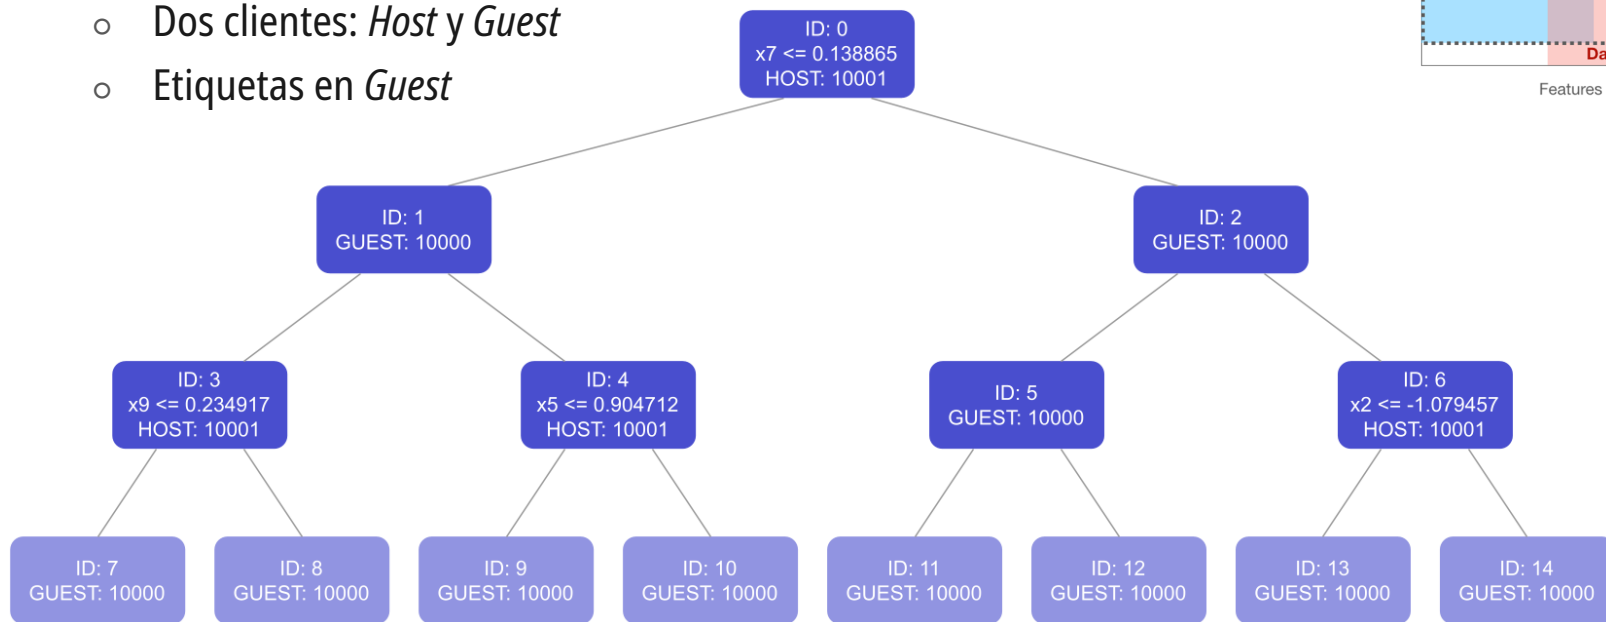 Dos clientes: Host y Guest
Etiquetas en Guest
Features
ID: 0
x7 <= 0.138865
HOST: 10001
ID: 1
GUEST: 10000
ID: 2
GUEST: 10000
ID: 3
x9 <= 0.234917
HOST: 10001
ID: 4
x5 <= 0.904712
HOST: 10001
ID: 5
GUEST: 10000
ID: 6
x2 <= -1.079457
HOST: 10001
ID: 7
GUEST: 10000
ID: 8
GUEST: 10000
ID: 9
GUEST: 10000
ID: 10
GUEST: 10000
ID: 11
GUEST: 10000
ID: 12
GUEST: 10000
ID: 13
GUEST: 10000
ID: 14
GUEST: 10000